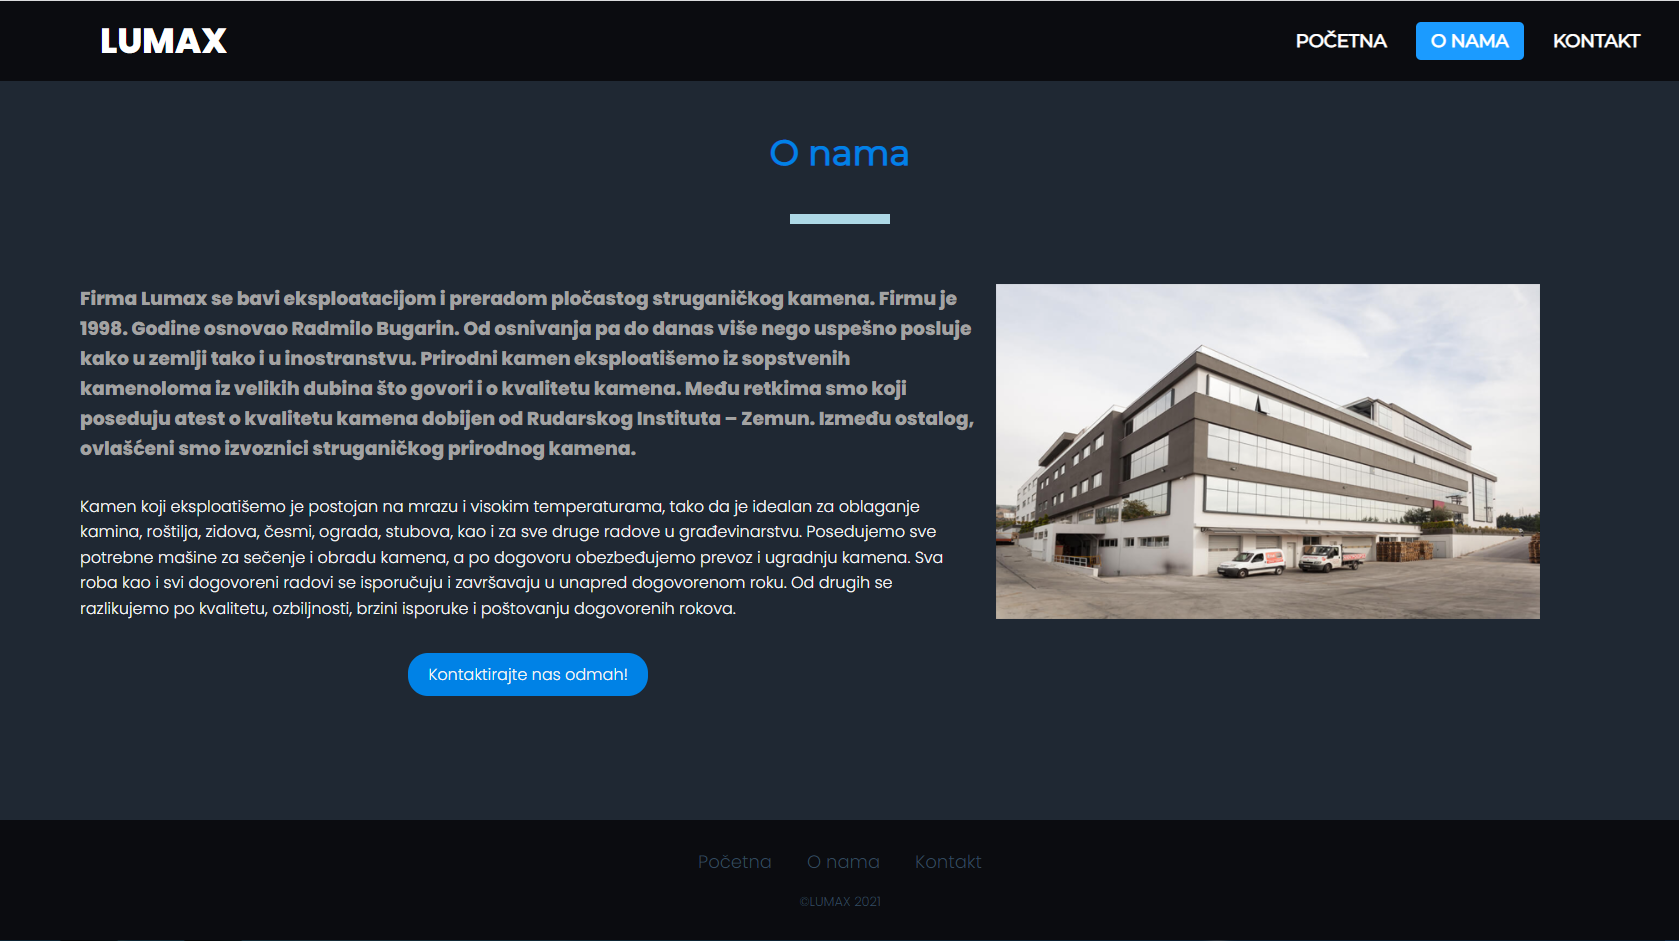 LUMAX
POČETNA O NAMA KONTAKT
O nama
Firma Lumax se bavi eksploatacijom i preradom pločastog struganičkog kamena. Firmu je
1998. Godine osnovao Radmilo Bugarin. Od osnivanja pa do danas više nego uspešno posluje
kako u zemlji tako i u inostranstvu. Prirodni kamen eksploatišemo iz sopstvenih
kamenoloma iz velikih dubina što govori i o kvalitetu kamena. Među retkima smo koji
poseduju atest o kvalitetu kamena dobijen od Rudarskog Instituta – Zemun. Između ostalog,
ovlašćeni smo izvoznici struganičkog prirodnog kamena.
Kamen koji eksploatišemo je postojan na mrazu i visokim temperaturama, tako da je idealan za oblaganje
kamina, roštilja, zidova, česmi, ograda, stubova, kao i za sve druge radove u građevinarstvu. Posedujemo sve
potrebne mašine za sečenje i obradu kamena, a po dogovoru obezbeđujemo prevoz i ugradnju kamena. Sva
roba kao i svi dogovoreni radovi se isporučuju i završavaju u unapred dogovorenom roku. Od drugih se
razlikujemo po kvalitetu, ozbiljnosti, brzini isporuke i poštovanju dogovorenih rokova.
Kontaktirajte nas odmah!
Početna O nama Kontakt
©LUMAX 2021